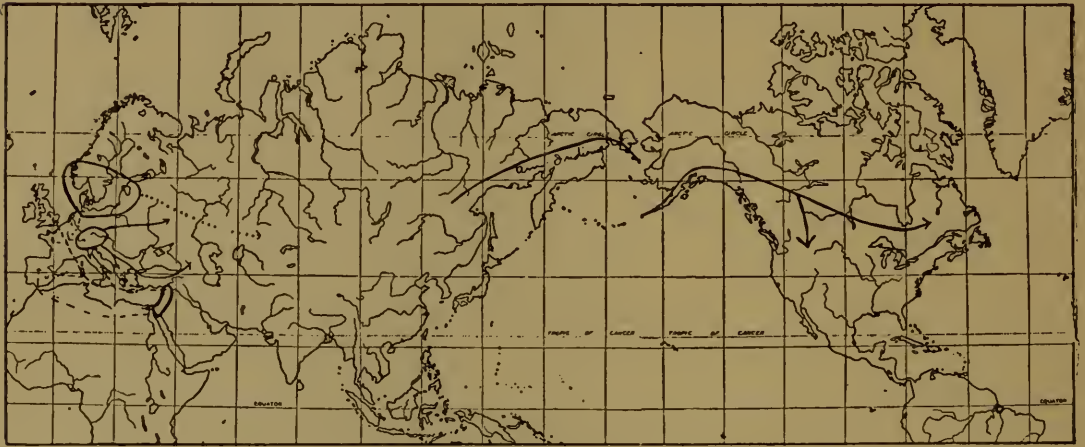 ARCTIC CIRCLE
ARCTIC CIRCLE
TROPIC OF CANCER
TROPIC OF CANCER
EQUATOR
EQUATOR